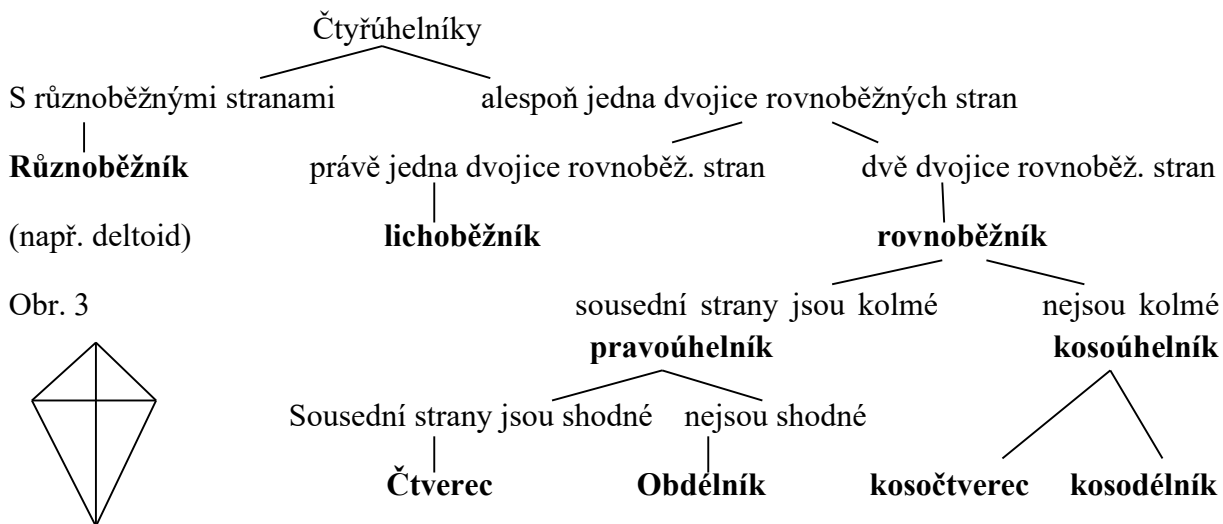 Čtyřúhelníky
S různoběžnými stranami alespoň jedna dvojice rovnoběžných stran
Různoběžník právě jedna dvojice rovnoběž. stran dvě dvojice rovnoběž. stran
(např. deltoid) lichoběžník rovnoběžník
Obr. 3 sousední strany jsou kolmé nejsou kolmé
pravoúhelník kosoúhelník
Sousední strany jsou shodné nejsou shodné
Čtverec Obdélník kosočtverec kosodélník